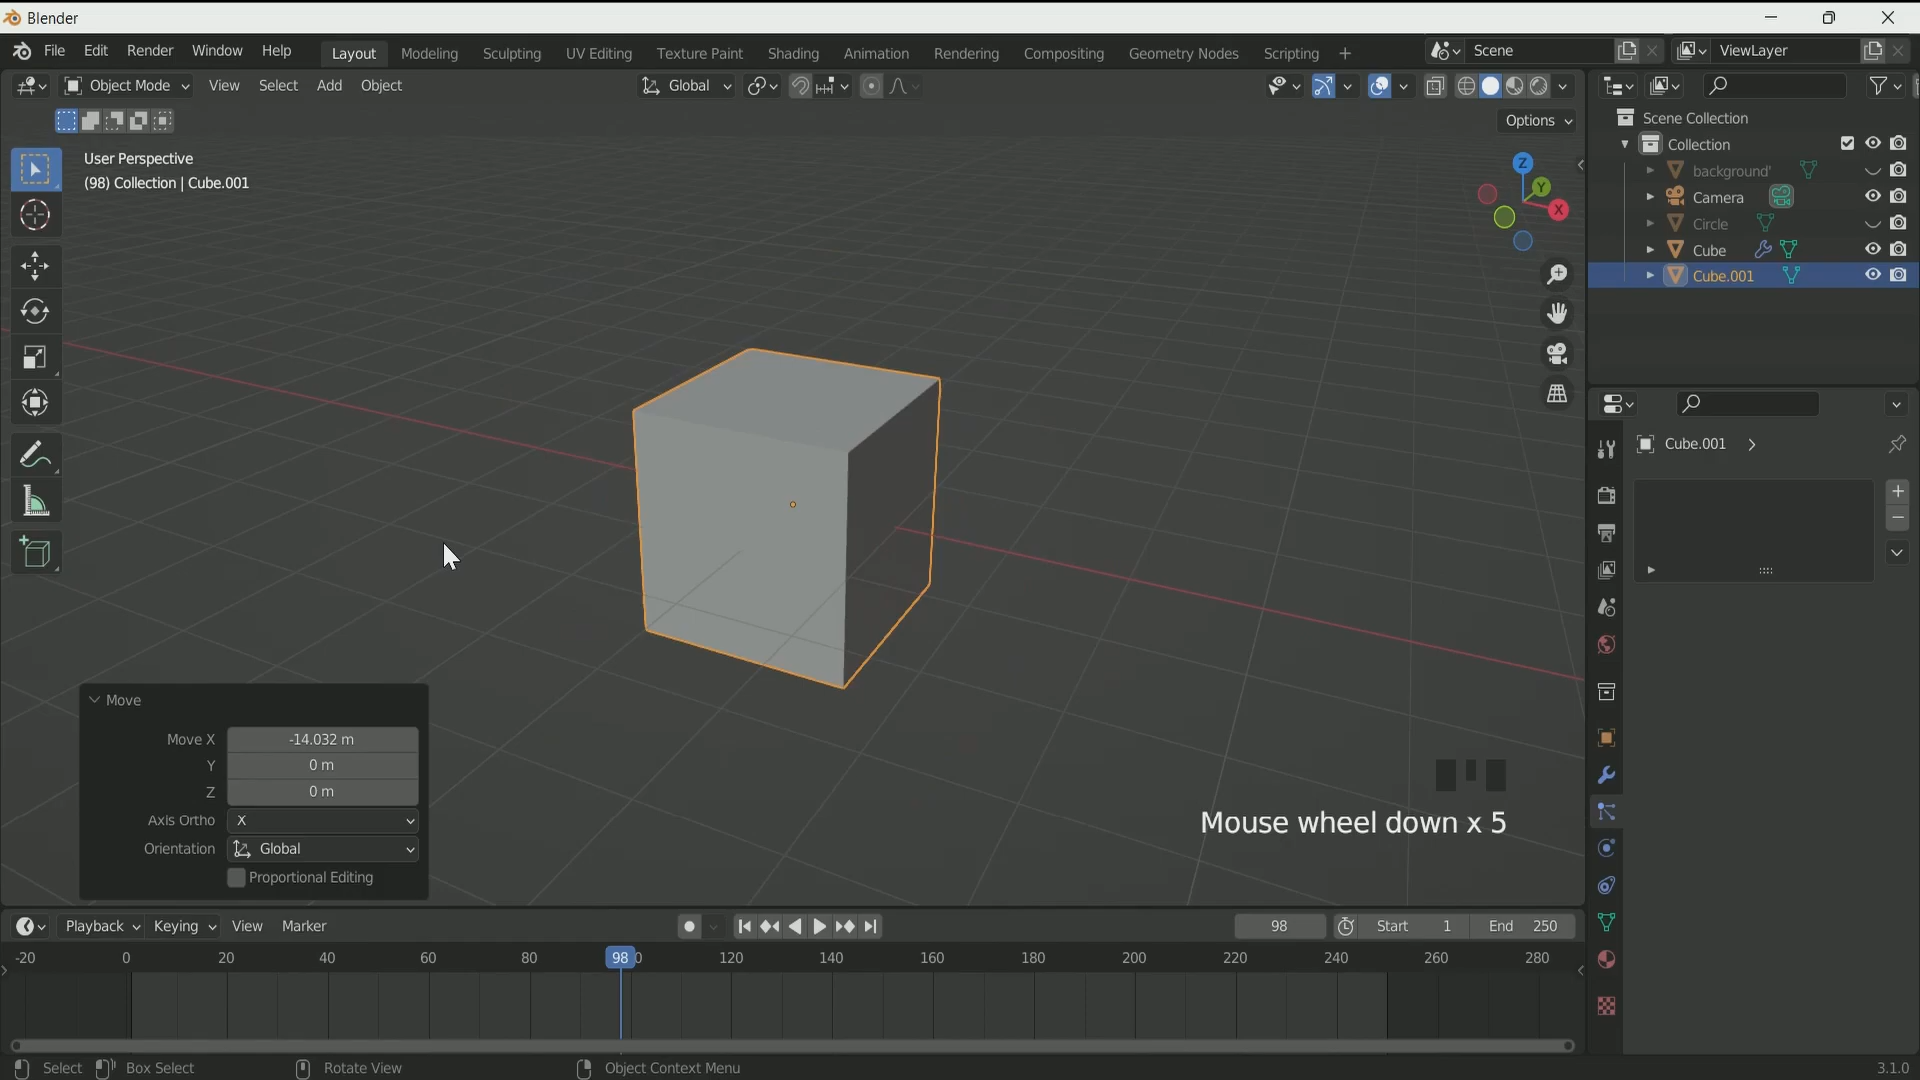 Blender
File Edit Render Window Help Layout Modeling Sculpting UV Editing Texture Paint Shading Animation Rendering Compositing Geometry Nodes Scripting + Scene ViewLayer
Object Mode View Select Add Object Global
Options
User Perspective
(98) Collection | Cube.001
Z
Y
X
Scene Collection
Collection
background'
Camera
Circle
Cube
Cube.001
Cube.001
Move
Move X -14.032 m
Y 0 m
Z 0 m
Axis Ortho X
Orientation Global
Proportional Editing
Mouse wheel down x 5
Playback Keying View Marker 98 Start 1 End 250
-20 0 20 40 60 80 98 0 120 140 160 180 200 220 240 260 280
Select Box Select Rotate View Object Context Menu 3.1.0